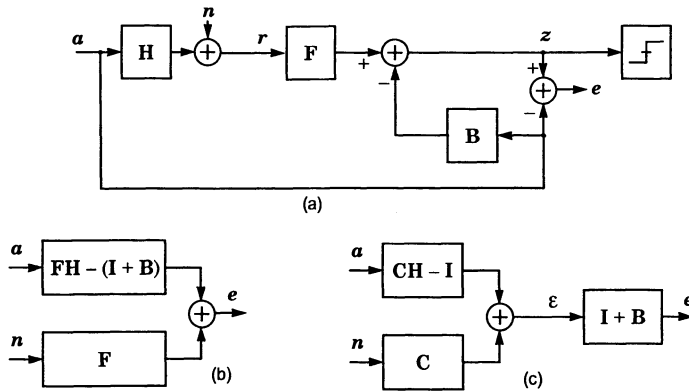 n
a
H
+
r
F
+
+
−
z
+
+
−
e
B
(a)
a
FH – (I + B)
+
e
n
F
(b)
a
CH – I
+
ε
I + B
e
n
C
(c)